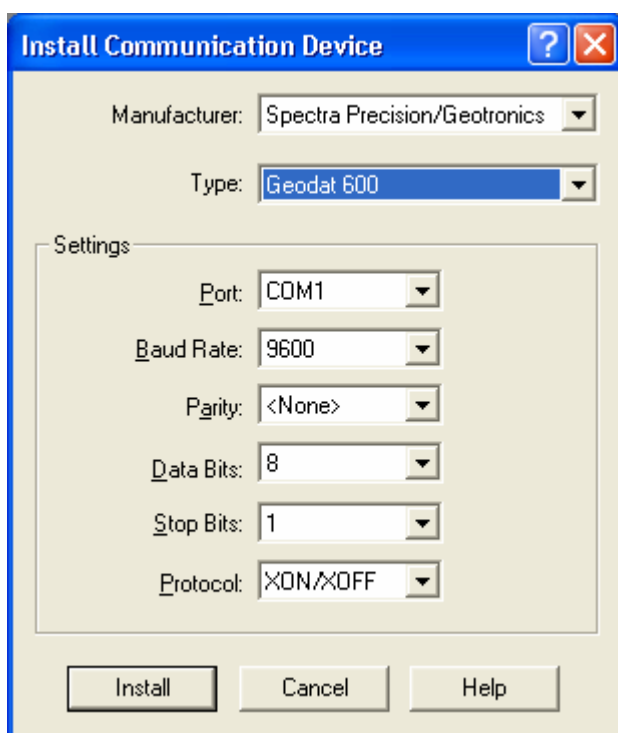 Install Communication Device
Manufacturer: Spectra Precision/Geotronics
Type: Geodat 600
Settings
Port: COM1
Baud Rate: 9600
Parity: <None>
Data Bits: 8
Stop Bits: 1
Protocol: XON/XOFF
Install Cancel Help